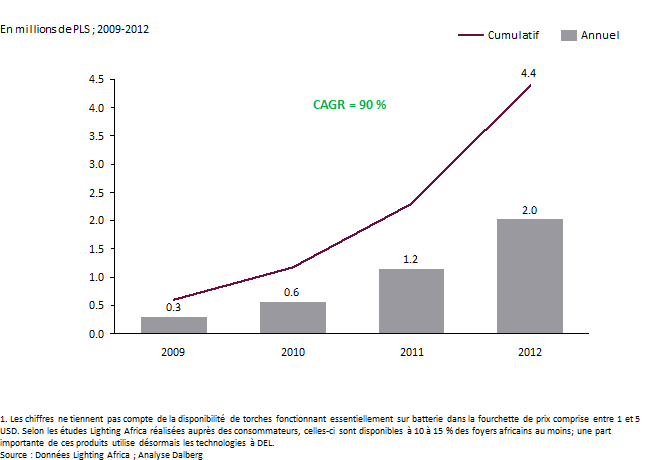 En millions de PLS ; 2009-2012
Cumulatif
Annuel
4.5
4.0
3.5
3.0
2.5
2.0
1.5
1.0
0.5
0.0
CAGR = 90 %
4.4
2.0
1.2
0.6
0.3
2009
2010
2011
2012
1. Les chiffres ne tiennent pas compte de la disponibilité de torches fonctionnant essentiellement sur batterie dans la fourchette de prix comprise entre 1 et 5
USD. Selon les études Lighting Africa réalisées auprès des consommateurs, celles-ci sont disponibles à 10 à 15 % des foyers africains au moins; une part
importante de ces produits utilise désormais les technologies à DEL.
Source : Données Lighting Africa ; Analyse Dalberg